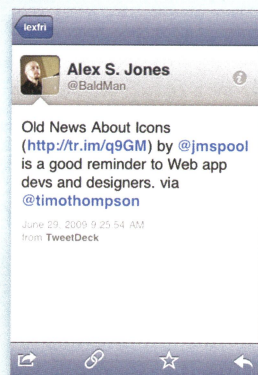 lexfri
Alex S. Jones
@BaldMan
Old News About Icons
(http://tr.im/q9GM) by @jmspool
is a good reminder to Web app
devs and designers. via
@timothompson
June 29, 2009 9:25:54 AM
from TweetDeck